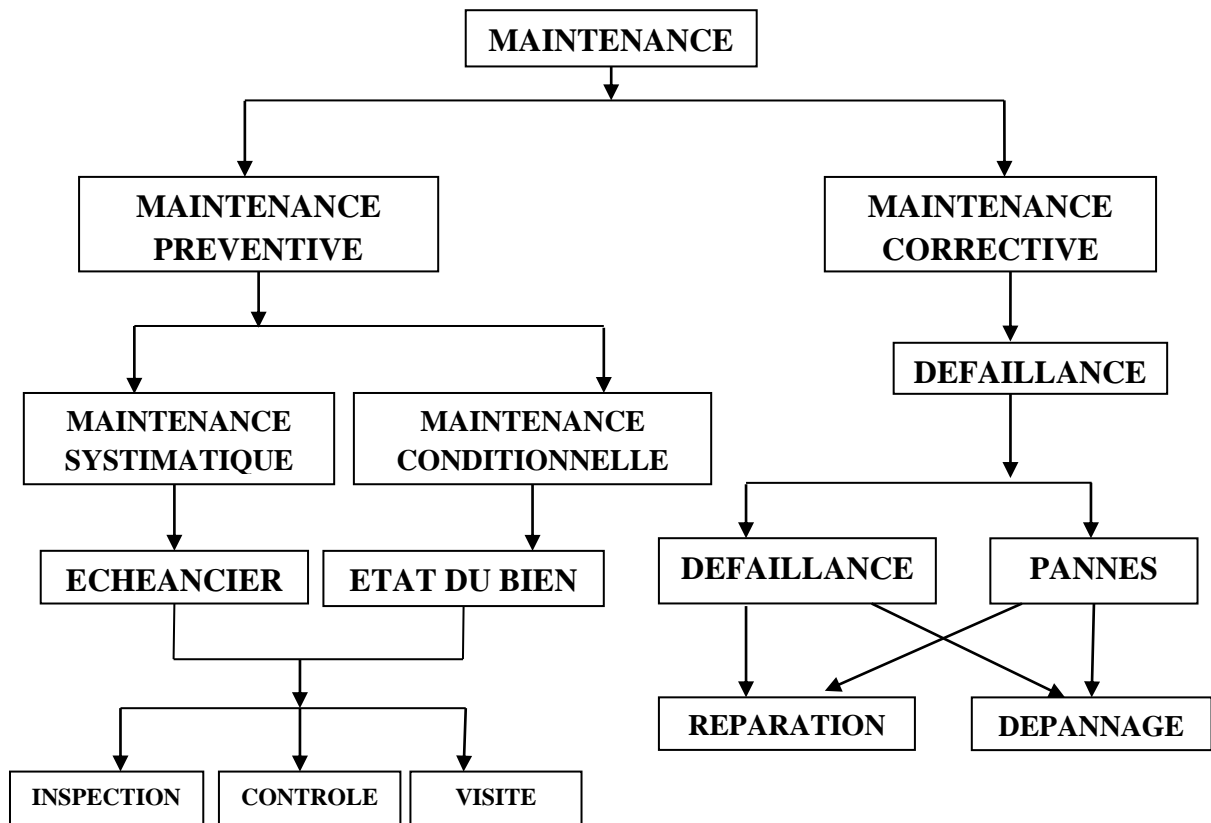 MAINTENANCE
MAINTENANCE
PREVENTIVE
MAINTENANCE
CORRECTIVE
DEFAILLANCE
MAINTENANCE
SYSTIMATIQUE
MAINTENANCE
CONDITIONNELLE
ECHEANCIER
ETAT DU BIEN
DEFAILLANCE
PANNES
REPARATION
DEPANNAGE
INSPECTION
CONTROLE
VISITE